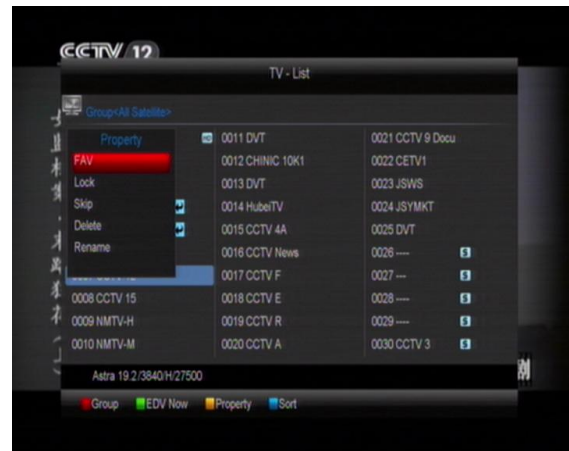 CCTV 12
TV - List
Group<All Satellite>
Property
FAV
Lock
Skip
Delete
Rename
0008 CCTV 15
0009 NMTV-H
0010 NMTV-M
0011 DVT
0012 CHINIC 10K1
0013 DVT
0014 HubeiTV
0015 CCTV 4A
0016 CCTV News
0017 CCTV F
0018 CCTV E
0019 CCTV R
0020 CCTV A
0021 CCTV 9 Docu
0022 CETV1
0023 JSWS
0024 JSYMKT
0025 DVT
0026 ---- $
0027 --- $
0028 ---- $
0029 ---- $
0030 CCTV 3 $
Astra 19.2/3840/H/27500
Group EDV Now Property Sort